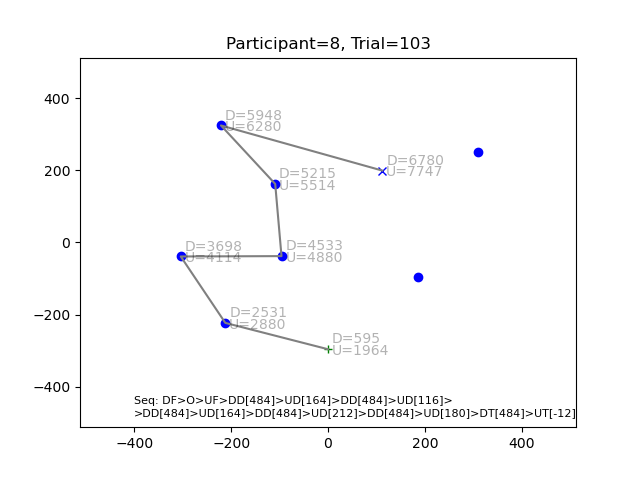 Participant=8, Trial=103
400
200
0
−200
−400
D=5948
U=6280
D=6780
U=7747
D=5215
U=5514
D=3698
U=4114
D=4533
U=4880
D=2531
U=2880
D=595
U=1964
Seq: DF>O>UF>DD[484]>UD[164]>DD[484]>UD[116]>
>DD[484]>UD[164]>DD[484]>UD[212]>DD[484]>UD[180]>DT[484]>UT[-12]
−400 −200 0 200 400